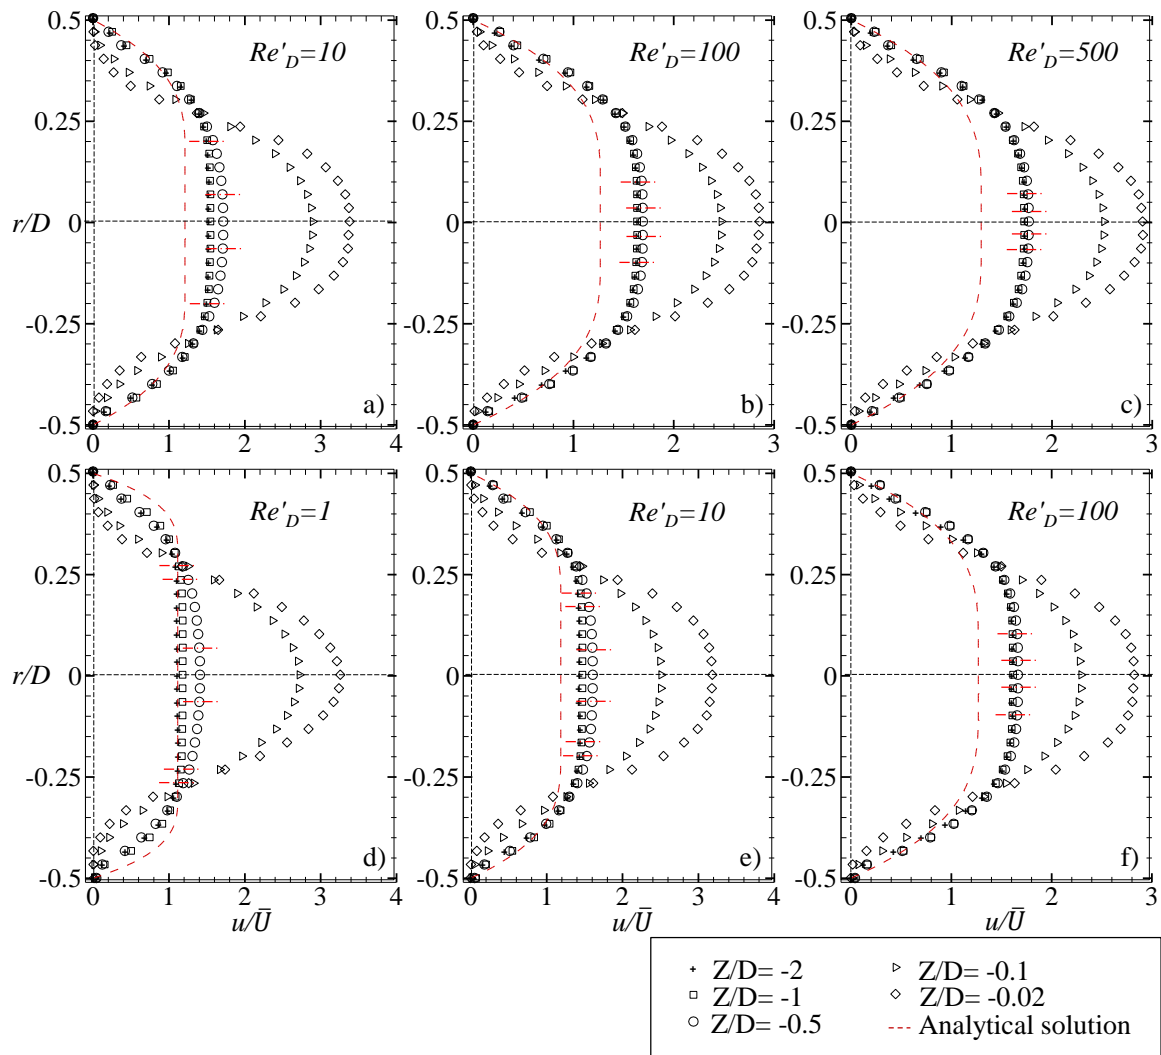 0.5
0.25
0
-0.25
-0.5
r/D
Re'D=10
a)
0 1 2 3 4
0.5
0.25
0
-0.25
-0.5
Re'D=100
b)
0 1 2 3
0.5
0.25
0
-0.25
-0.5
Re'D=500
c)
0 1 2 3
0.5
0.25
0
-0.25
-0.5
r/D
Re'D=1
d)
0 1 2 3 4
u/Ū
0.5
0.25
0
-0.25
-0.5
Re'D=10
e)
0 1 2 3 4
u/Ū
0.5
0.25
0
-0.25
-0.5
Re'D=100
f)
0 1 2 3
u/Ū
Z/D= -2
Z/D= -1
Z/D= -0.5
Z/D= -0.1
Z/D= -0.02
Analytical solution